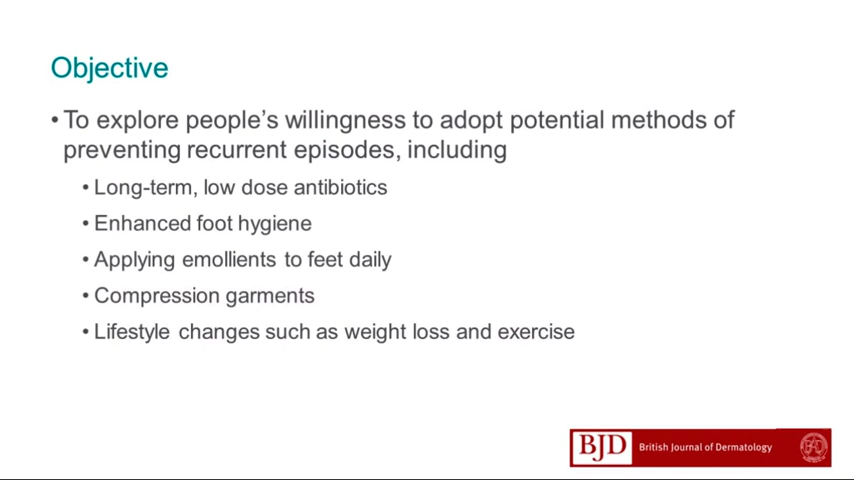 Objective
• To explore people's willingness to adopt potential methods of
preventing recurrent episodes, including
• Long-term, low dose antibiotics
• Enhanced foot hygiene
• Applying emollients to feet daily
• Compression garments
• Lifestyle changes such as weight loss and exercise
BJD British Journal of Dermatology